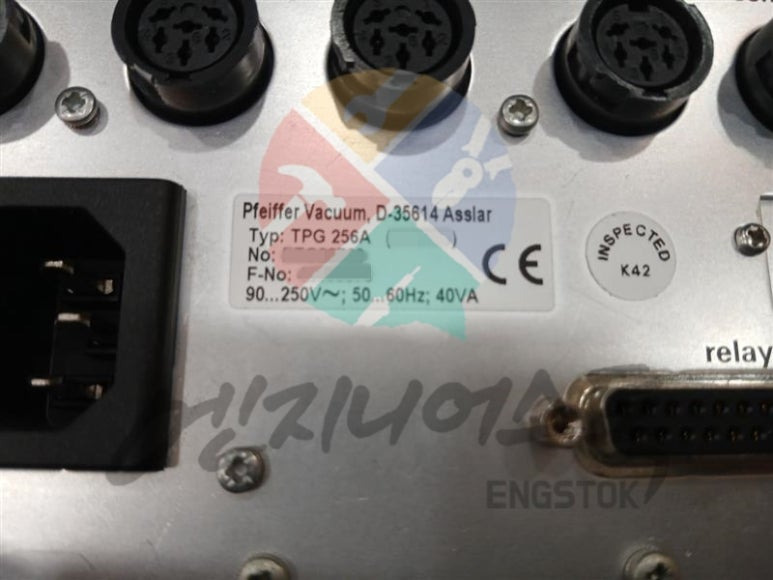 Pfeiffer Vacuum, D-35614 Asslar
Typ: TPG 256A ( )
No:
F-No:
90...250V~; 50...60Hz; 40VA
CE
INSPECTED
K42
relay
엔지니어스
ENGSTOK